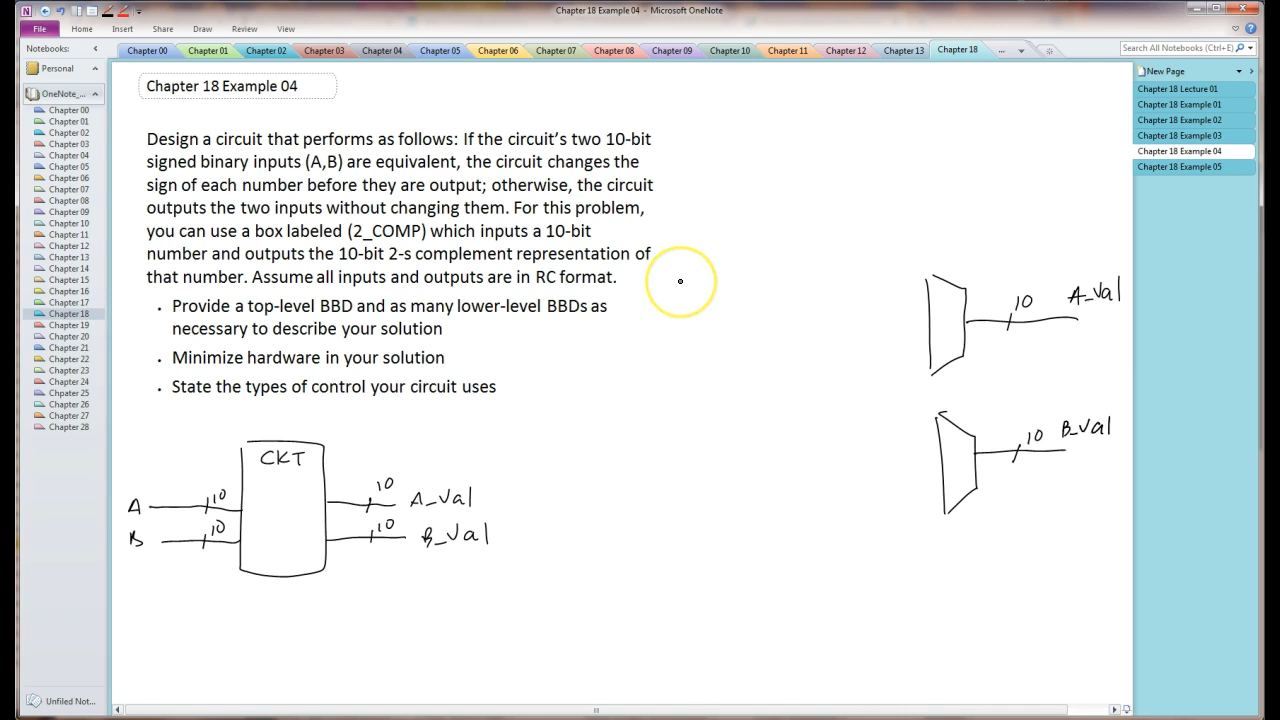 Chapter 18 Example 04 - Microsoft OneNote
File Home Insert Share Draw Review View
Notebooks:
Chapter 00 Chapter 01 Chapter 02 Chapter 03 Chapter 04 Chapter 05 Chapter 06 Chapter 07 Chapter 08 Chapter 09 Chapter 10 Chapter 11 Chapter 12 Chapter 13 Chapter 18 ...
Search All Notebooks (Ctrl+E)
Personal
OneNote_...
Chapter 00
Chapter 01
Chapter 02
Chapter 03
Chapter 04
Chapter 05
Chapter 06
Chapter 07
Chapter 08
Chapter 09
Chapter 10
Chapter 11
Chapter 12
Chapter 13
Chapter 14
Chapter 15
Chapter 16
Chapter 17
Chapter 18
Chapter 19
Chapter 20
Chapter 21
Chapter 22
Chapter 23
Chapter 24
Chpater 25
Chapter 26
Chapter 27
Chapter 28
Unfiled Not...
Chapter 18 Example 04
Design a circuit that performs as follows: If the circuit's two 10-bit
signed binary inputs (A,B) are equivalent, the circuit changes the
sign of each number before they are output; otherwise, the circuit
outputs the two inputs without changing them. For this problem,
you can use a box labeled (2_COMP) which inputs a 10-bit
number and outputs the 10-bit 2-s complement representation of
that number. Assume all inputs and outputs are in RC format.
• Provide a top-level BBD and as many lower-level BBDs as
necessary to describe your solution
• Minimize hardware in your solution
• State the types of control your circuit uses
CKT
A 10 10 A_Val
B 10 10 B_Val
10 A_Val
10 B_Val
New Page
Chapter 18 Lecture 01
Chapter 18 Example 01
Chapter 18 Example 02
Chapter 18 Example 03
Chapter 18 Example 04
Chapter 18 Example 05